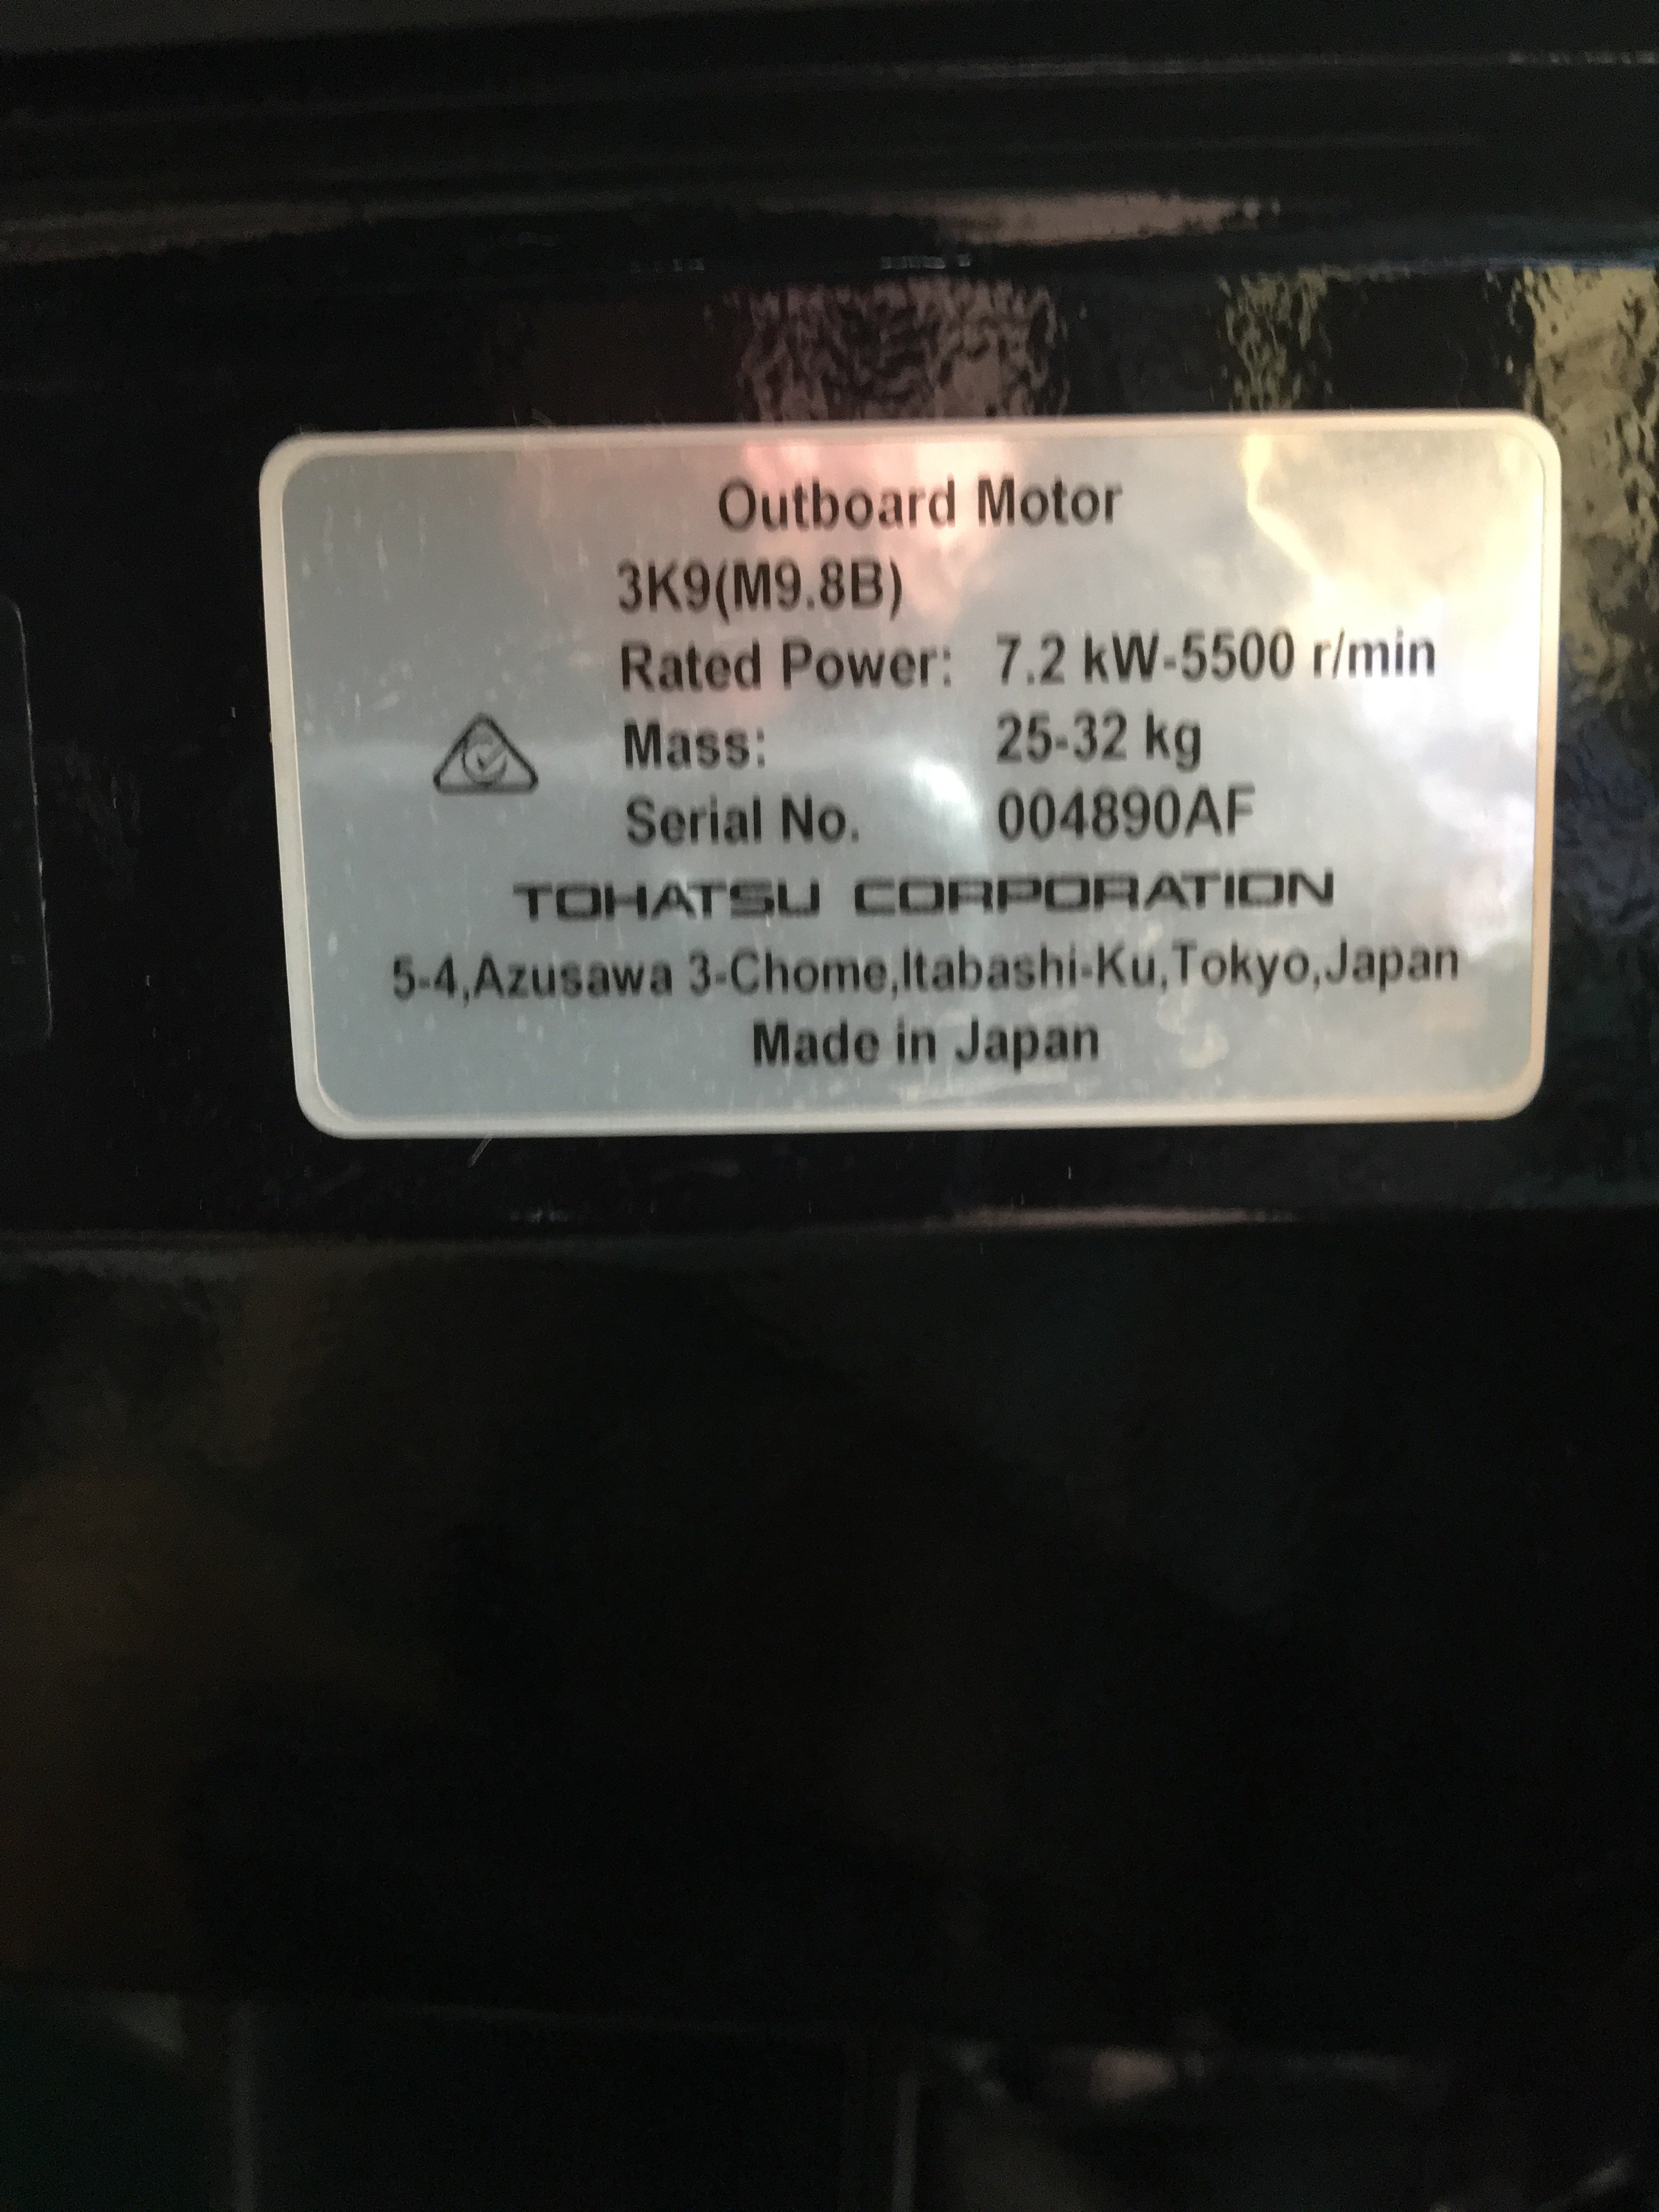 Outboard Motor
3K9(M9.8B)
Rated Power: 7.2 kW-5500 r/min
Mass: 25-32 kg
Serial No. 004890AF
TOHATSU CORPORATION
5-4,Azusawa 3-Chome,Itabashi-Ku,Tokyo,Japan
Made in Japan